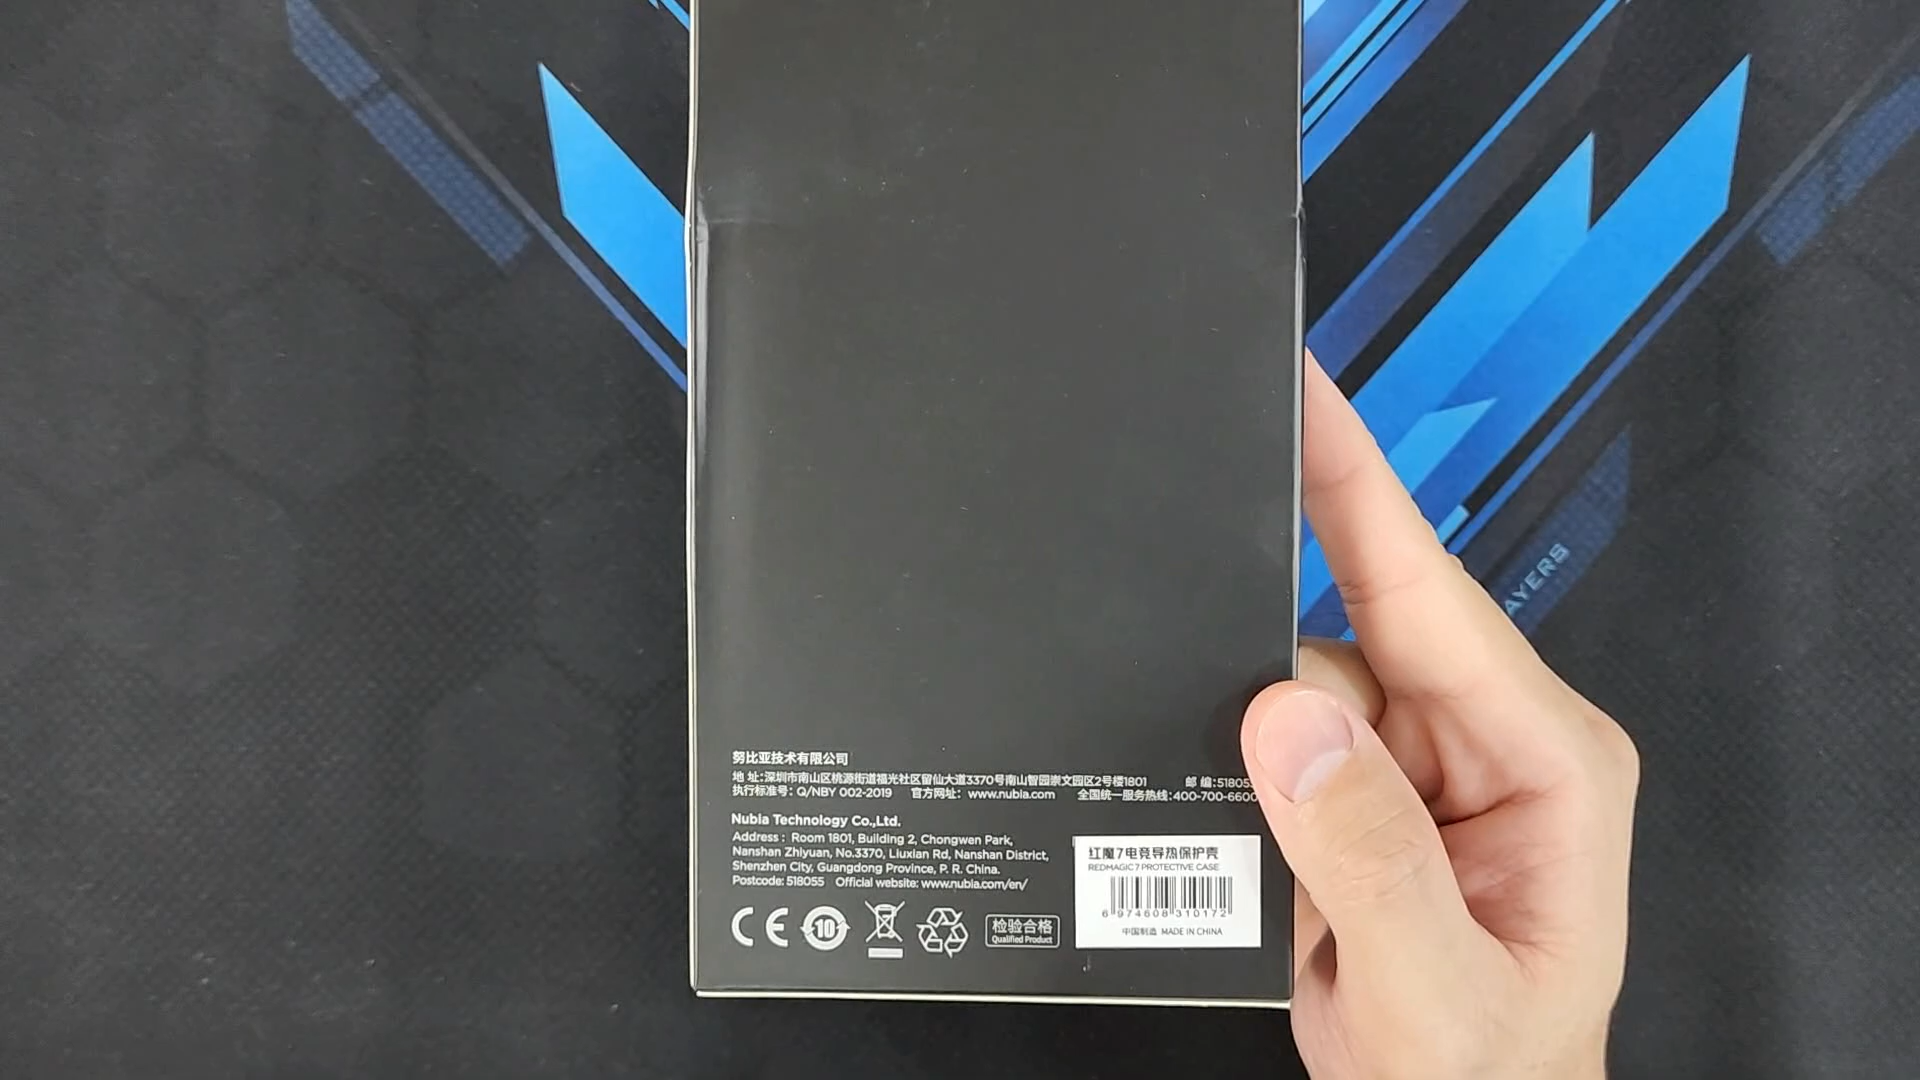 努比亚技术有限公司
地 址:深圳市南山区桃源街道福光社区留仙大道3370号南山智园崇文园区2号楼1801 邮 编:51805
执行标准号: Q/NBY 002-2019 官方网址: www.nubia.com 全国统一服务热线:400-700-6600
Nubia Technology Co.,Ltd.
Address : Room 1801, Building 2, Chongwen Park,
Nanshan Zhiyuan, No.3370, Liuxian Rd, Nanshan District,
Shenzhen City, Guangdong Province, P. R. China.
Postcode: 518055 Official website: www.nubia.com/en/
红魔7电竞导热保护壳
REDMAGIC 7 PROTECTIVE CASE
6 974608 310172
中国制造 MADE IN CHINA
CE 10
检验合格
Qualified Product
AYERS